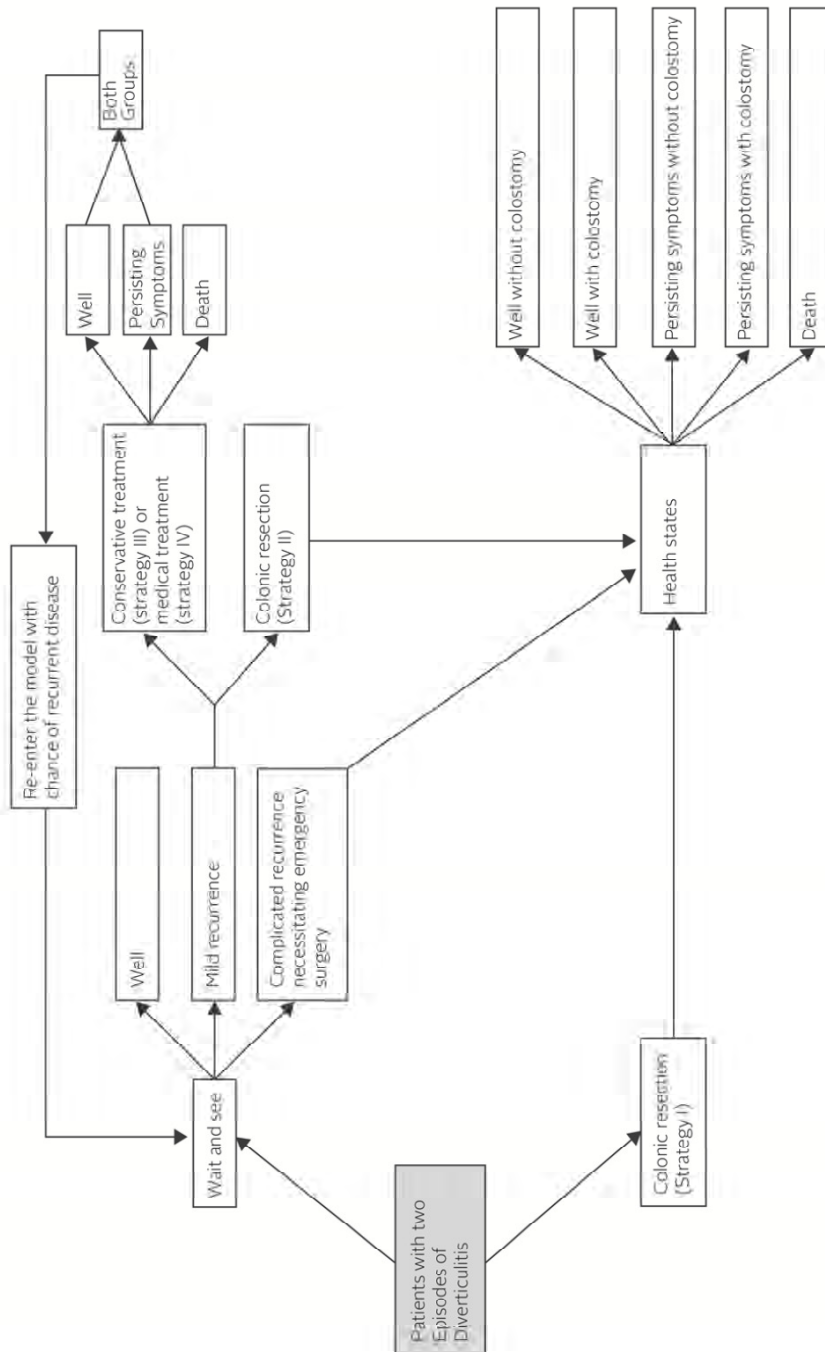 Re-enter the model with
chance of recurrent disease
Both
Groups
Well
Persisting
Symptoms
Death
Conservative treatment
(strategy III) or
medical treatment
(strategy IV)
Colonic resection
(Strategy II)
Well
Mild recurrence
Complicated recurrence
necessitating emergency
surgery
Wait and see
Patients with two
Episodes of
Diverticulitis
Colonic resection
(Strategy I)
Health states
Well without colostomy
Well with colostomy
Persisting symptoms without colostomy
Persisting symptoms with colostomy
Death